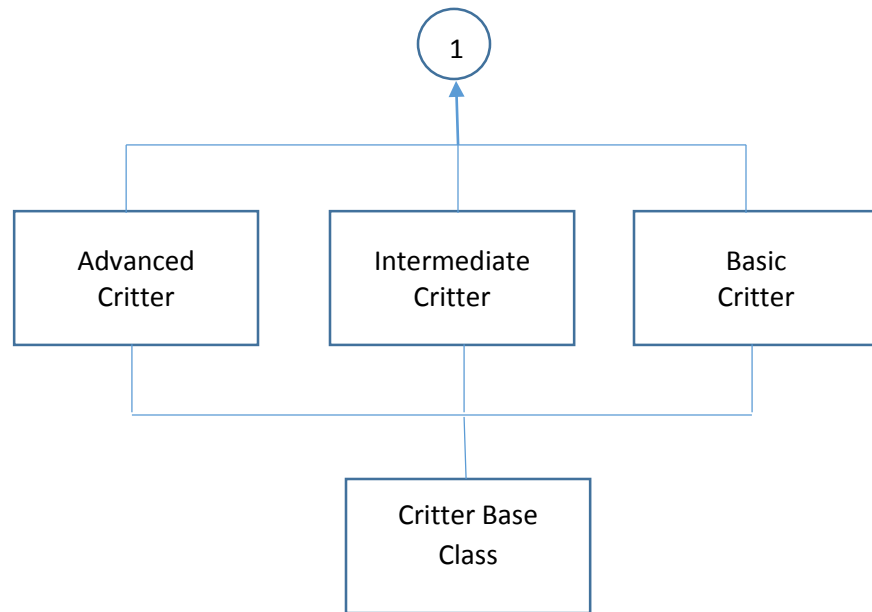 1
Advanced
Critter
Intermediate
Critter
Basic
Critter
Critter Base
Class